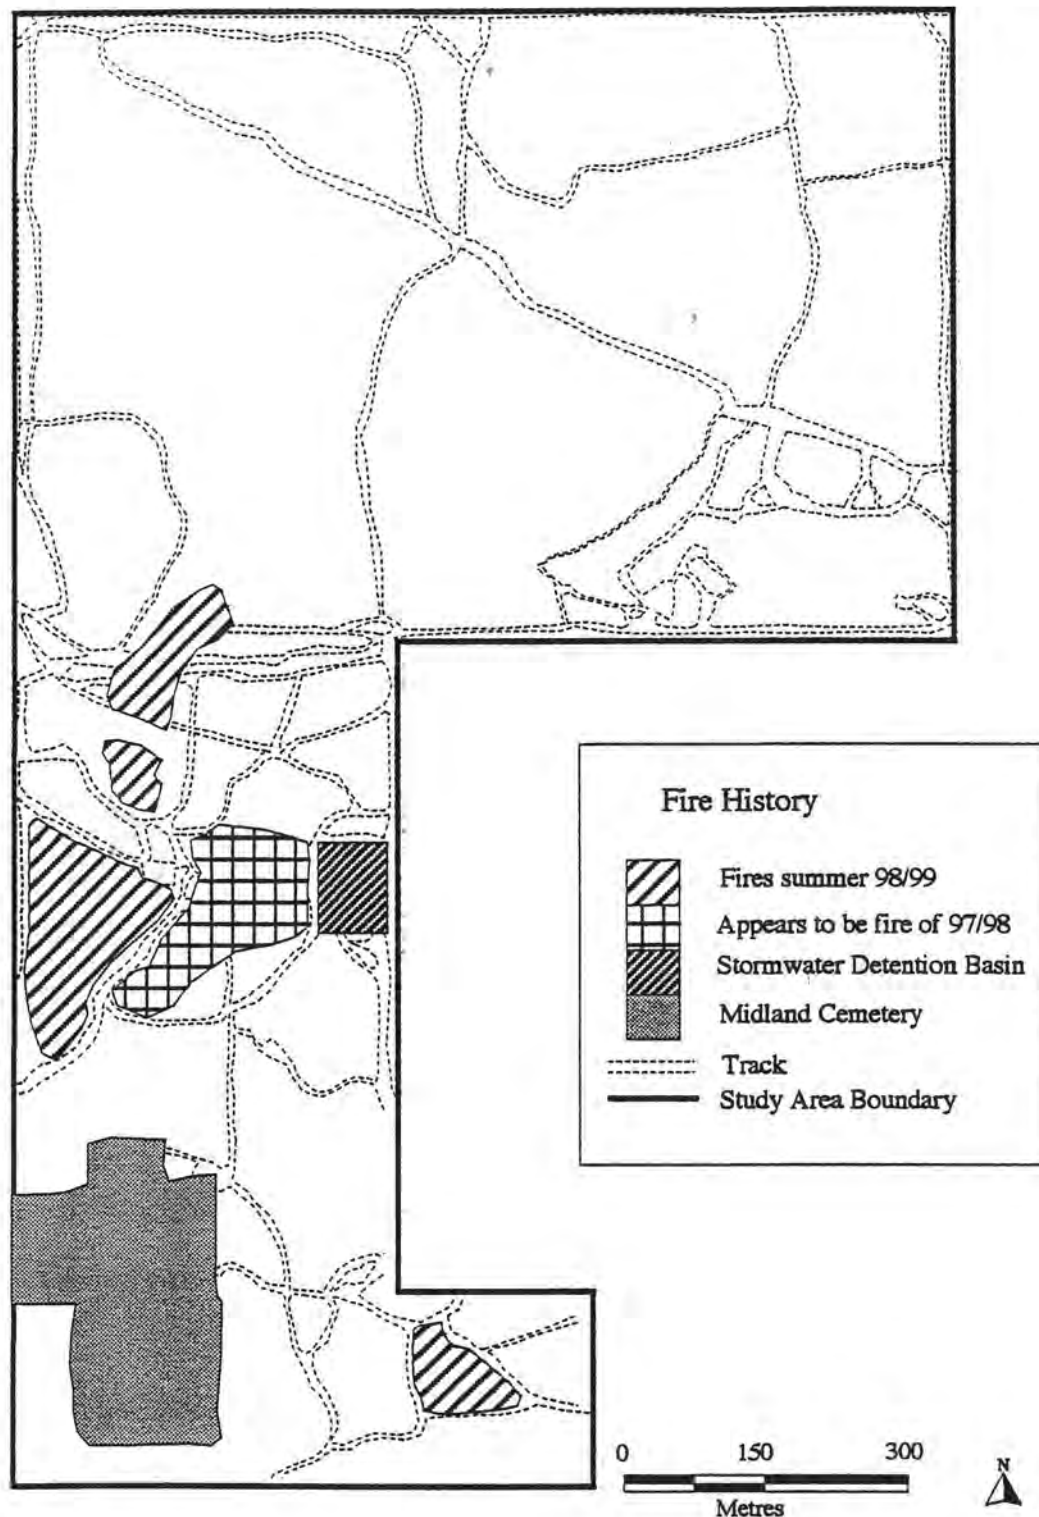 Fire History
Fires summer 98/99
Appears to be fire of 97/98
Stormwater Detention Basin
Midland Cemetery
Track
Study Area Boundary
0 150 300
Metres
N